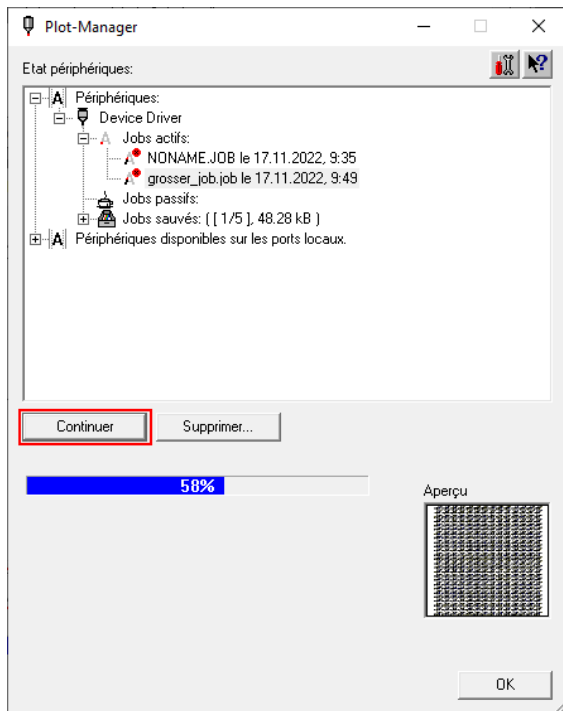 Plot-Manager
Etat périphériques:
Périphériques:
Device Driver
Jobs actifs:
NONAME.JOB le 17.11.2022, 9:35
grosser_job.job le 17.11.2022, 9:49
Jobs passifs:
Jobs sauvés: ( [ 1/5 ], 48.28 kB )
Périphériques disponibles sur les ports locaux.
Continuer
Supprimer...
58%
Aperçu
OK